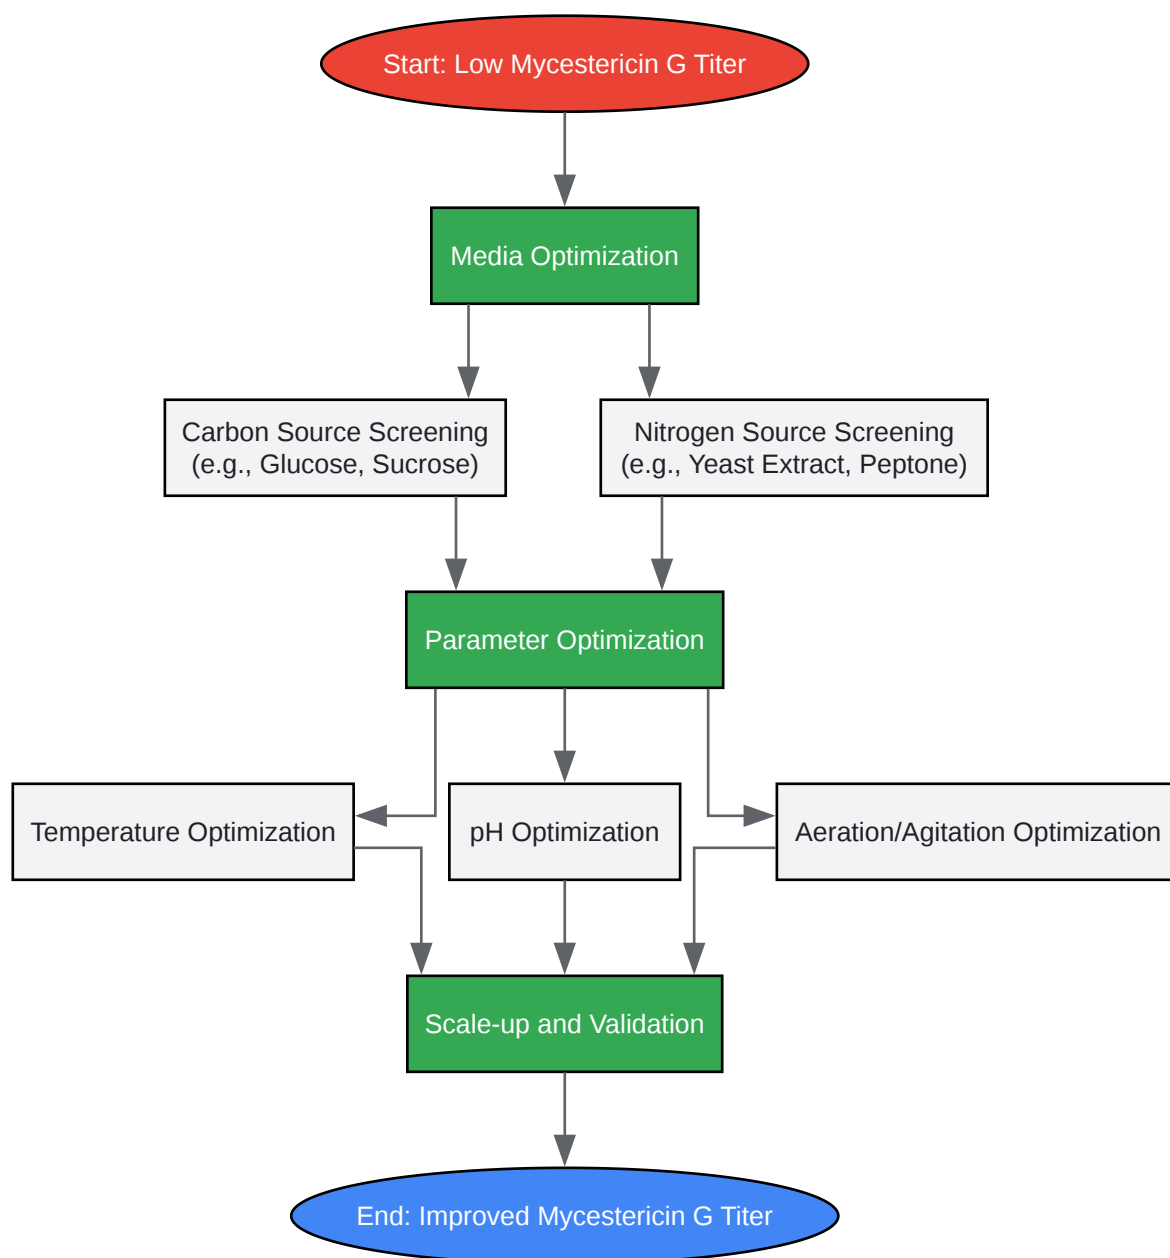 Start: Low Mycestericin G Titer
Media Optimization
Carbon Source Screening
(e.g., Glucose, Sucrose)
Nitrogen Source Screening
(e.g., Yeast Extract, Peptone)
Parameter Optimization
Temperature Optimization
pH Optimization
Aeration/Agitation Optimization
Scale-up and Validation
End: Improved Mycestericin G Titer